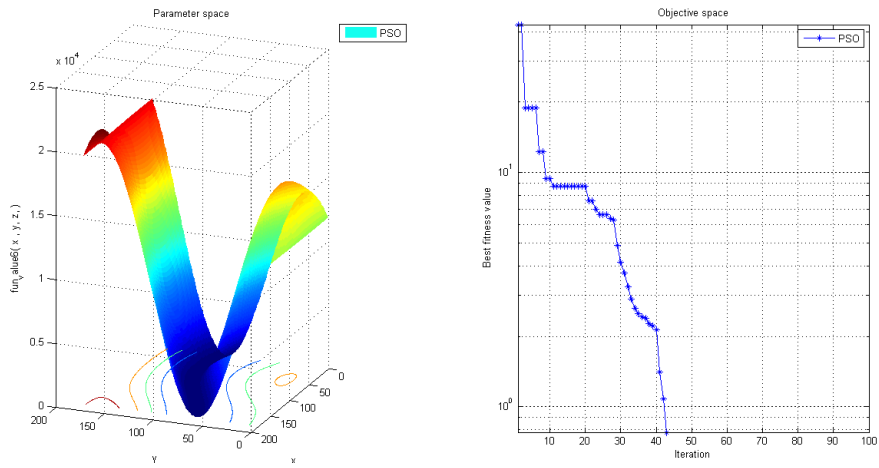 Parameter space
PSO
x 10^4
2.5
2
1.5
1
0.5
0
fun_value6( x , y, z, )
200
150
100
50
0
y
200
150
100
50
0
x
Objective space
PSO
10^1
10^0
Best fitness value
10
20
30
40
50
60
70
80
90
100
Iteration